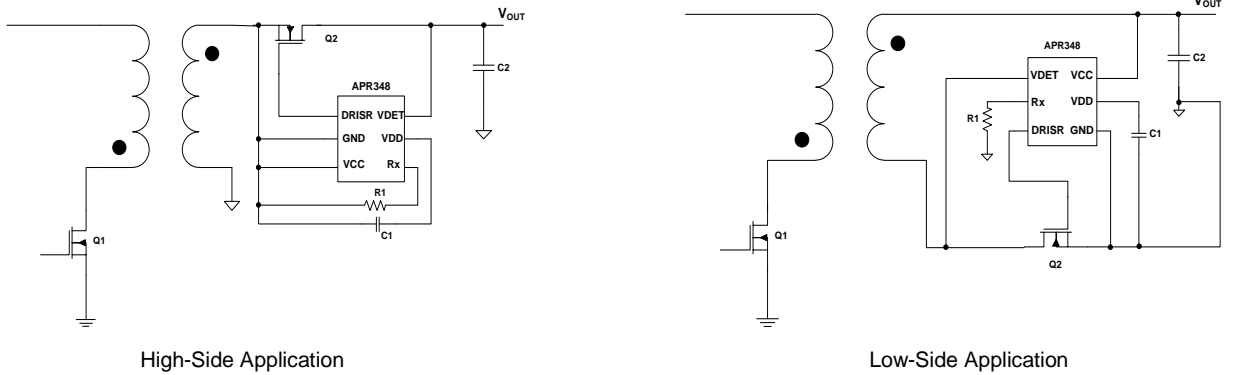 VOUT
Q2
C2
APR348
DRISR VDET
GND VDD
VCC Rx
R1
C1
Q1
High-Side Application
VOUT
C2
APR348
VDET VCC
Rx VDD
R1
DRISR GND
C1
Q1
Q2
Low-Side Application